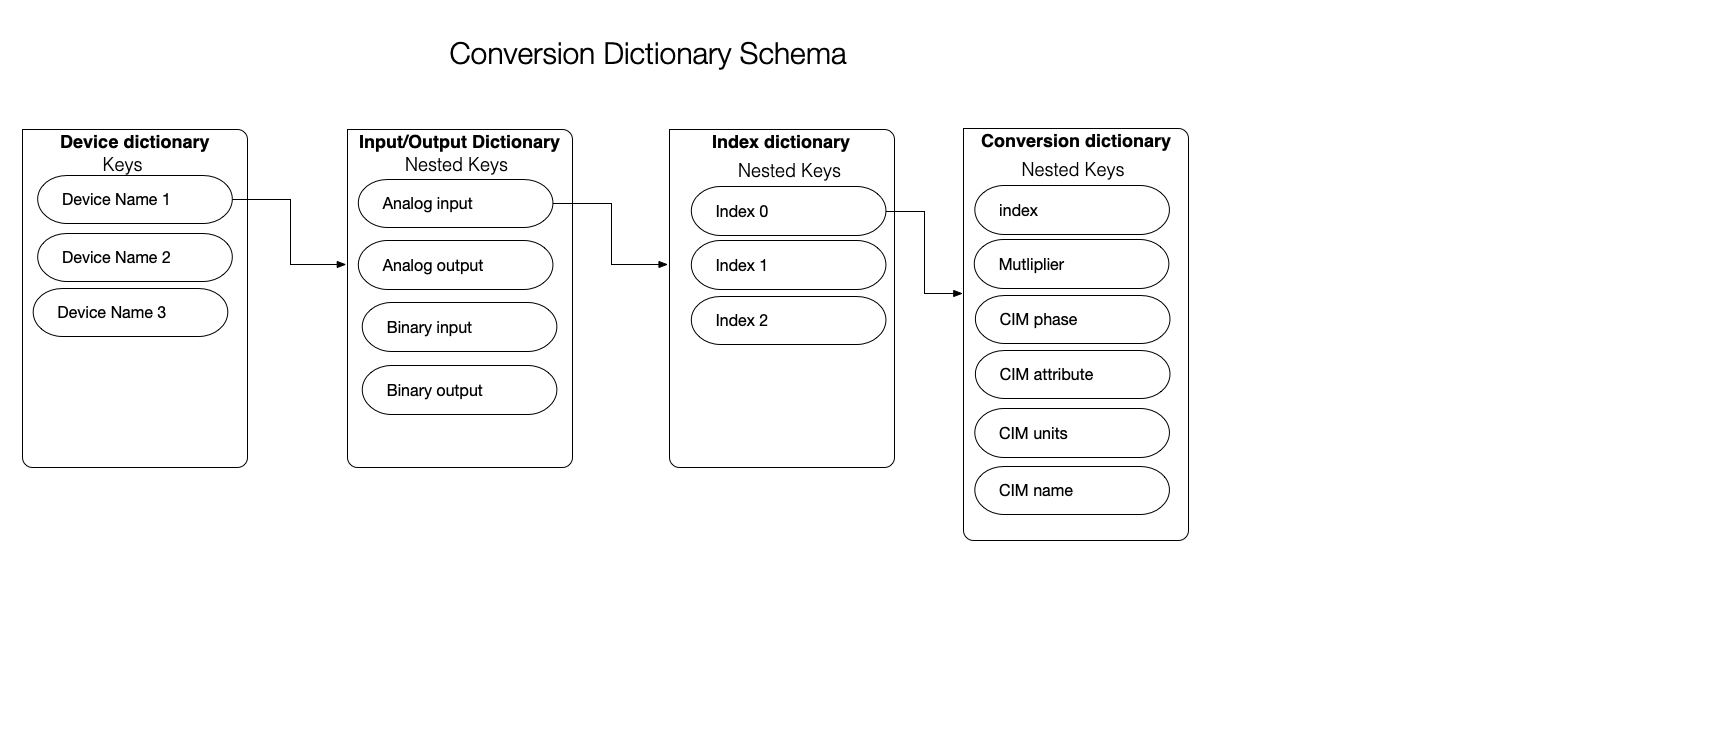 Conversion Dictionary Schema
Device dictionary
Keys
Device Name 1
Device Name 2
Device Name 3
Input/Output Dictionary
Nested Keys
Analog input
Analog output
Binary input
Binary output
Index dictionary
Nested Keys
Index 0
Index 1
Index 2
Conversion dictionary
Nested Keys
index
Mutliplier
CIM phase
CIM attribute
CIM units
CIM name